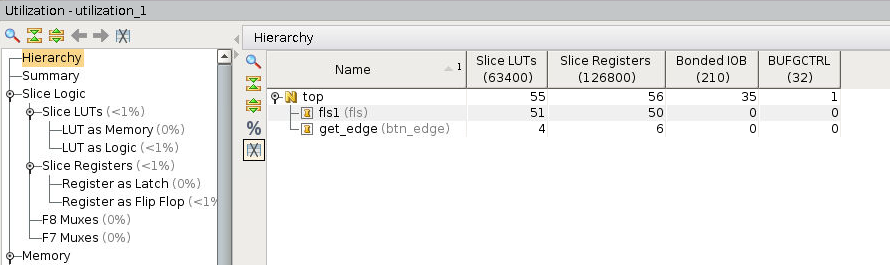 Utilization - utilization_1
Hierarchy
Summary
Slice Logic
Slice LUTs (<1%)
LUT as Memory (0%)
LUT as Logic (<1%)
Slice Registers (<1%)
Register as Latch (0%)
Register as Flip Flop (<1%
F8 Muxes (0%)
F7 Muxes (0%)
Memory
%
Hierarchy
Name 1 Slice LUTs (63400) Slice Registers (126800) Bonded IOB (210) BUFGCTRL (32)
N top 55 56 35 1
fls1 (fls) 51 50 0 0
get_edge (btn_edge) 4 6 0 0